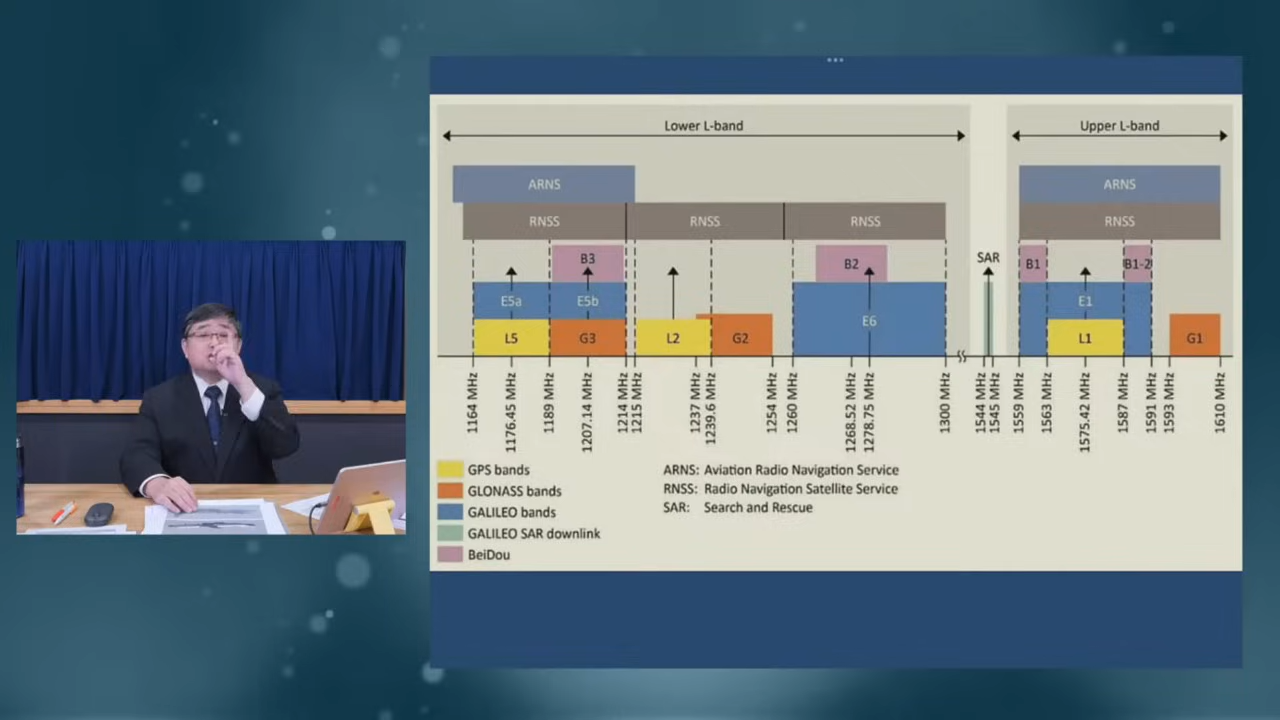 Lower L-band
Upper L-band
ARNS
ARNS
RNSS
RNSS
RNSS
RNSS
B3
B2
SAR
B1
B1-2
E5a
E5b
E6
E1
L5
G3
L2
G2
L1
G1
1164 MHz
1176.45 MHz
1189 MHz
1207.14 MHz
1214 MHz
1215 MHz
1237 MHz
1239.6 MHz
1254 MHz
1260 MHz
1268.52 MHz
1278.75 MHz
1300 MHz
1544 MHz
1545 MHz
1559 MHz
1563 MHz
1575.42 MHz
1587 MHz
1591 MHz
1593 MHz
1610 MHz
GPS bands
GLONASS bands
GALILEO bands
GALILEO SAR downlink
BeiDou
ARNS: Aviation Radio Navigation Service
RNSS: Radio Navigation Satellite Service
SAR: Search and Rescue